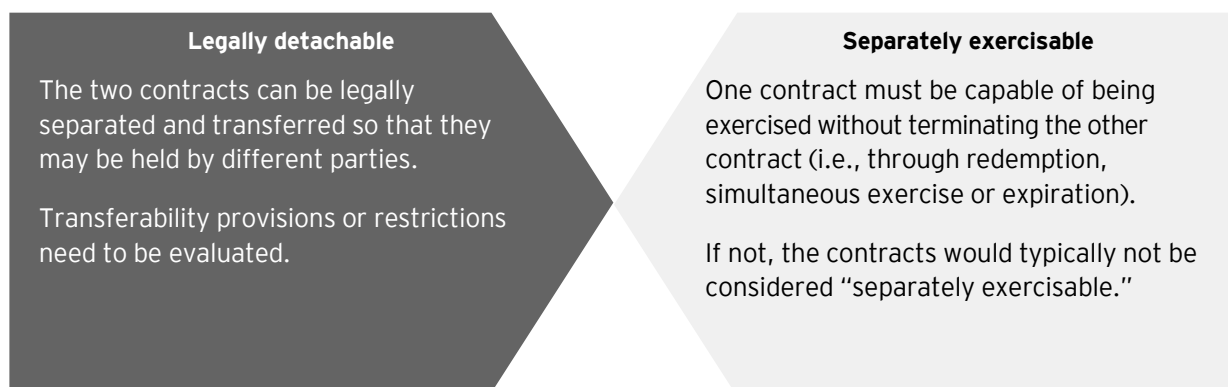 Legally detachable
The two contracts can be legally
separated and transferred so that they
may be held by different parties.
Transferability provisions or restrictions
need to be evaluated.
Separately exercisable
One contract must be capable of being
exercised without terminating the other
contract (i.e., through redemption,
simultaneous exercise or expiration).
If not, the contracts would typically not be
considered “separately exercisable.”